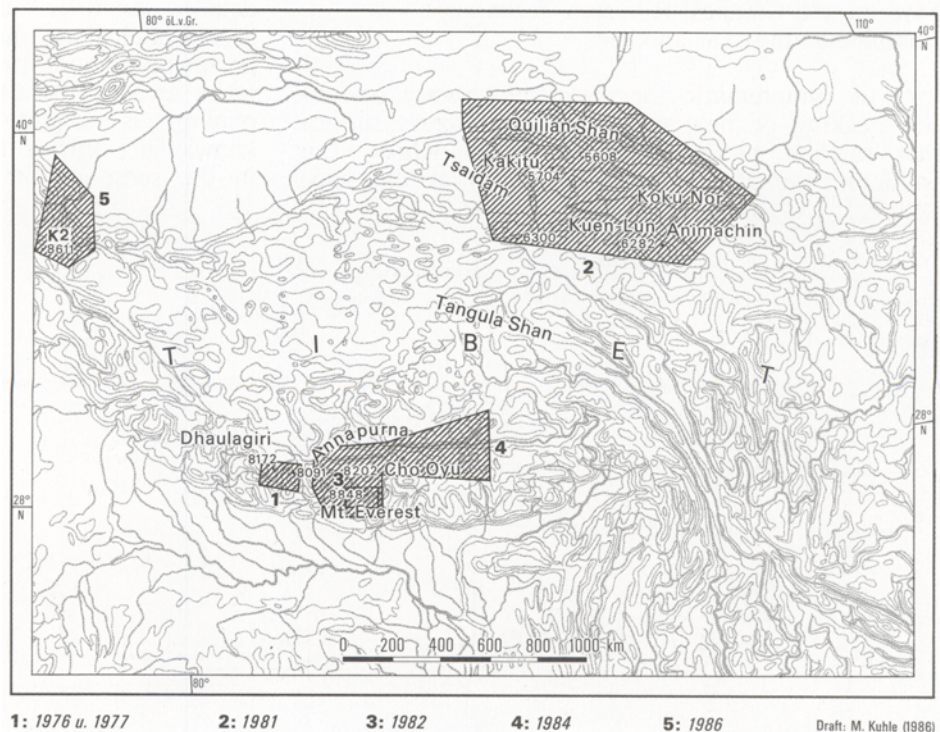 80° öL.v.Gr.
110°
40°
40°
N
N
Quilian Shan
5608
Kakitu
5704
Tsaidam
Koku Nor
Kuen-Lun
Animachin
6300
6282
2
5
K2
8611
Tangula Shan
T I B E T
28°
N
Dhaulagiri
Annapurna
8172
8091
8202
Cho Oyu
4
3
1
8848
Mt. Everest
28°
N
0 200 400 600 800 1000 km
80°
1: 1976 u. 1977 2: 1981 3: 1982 4: 1984 5: 1986 Draft: M. Kuhle (1986)